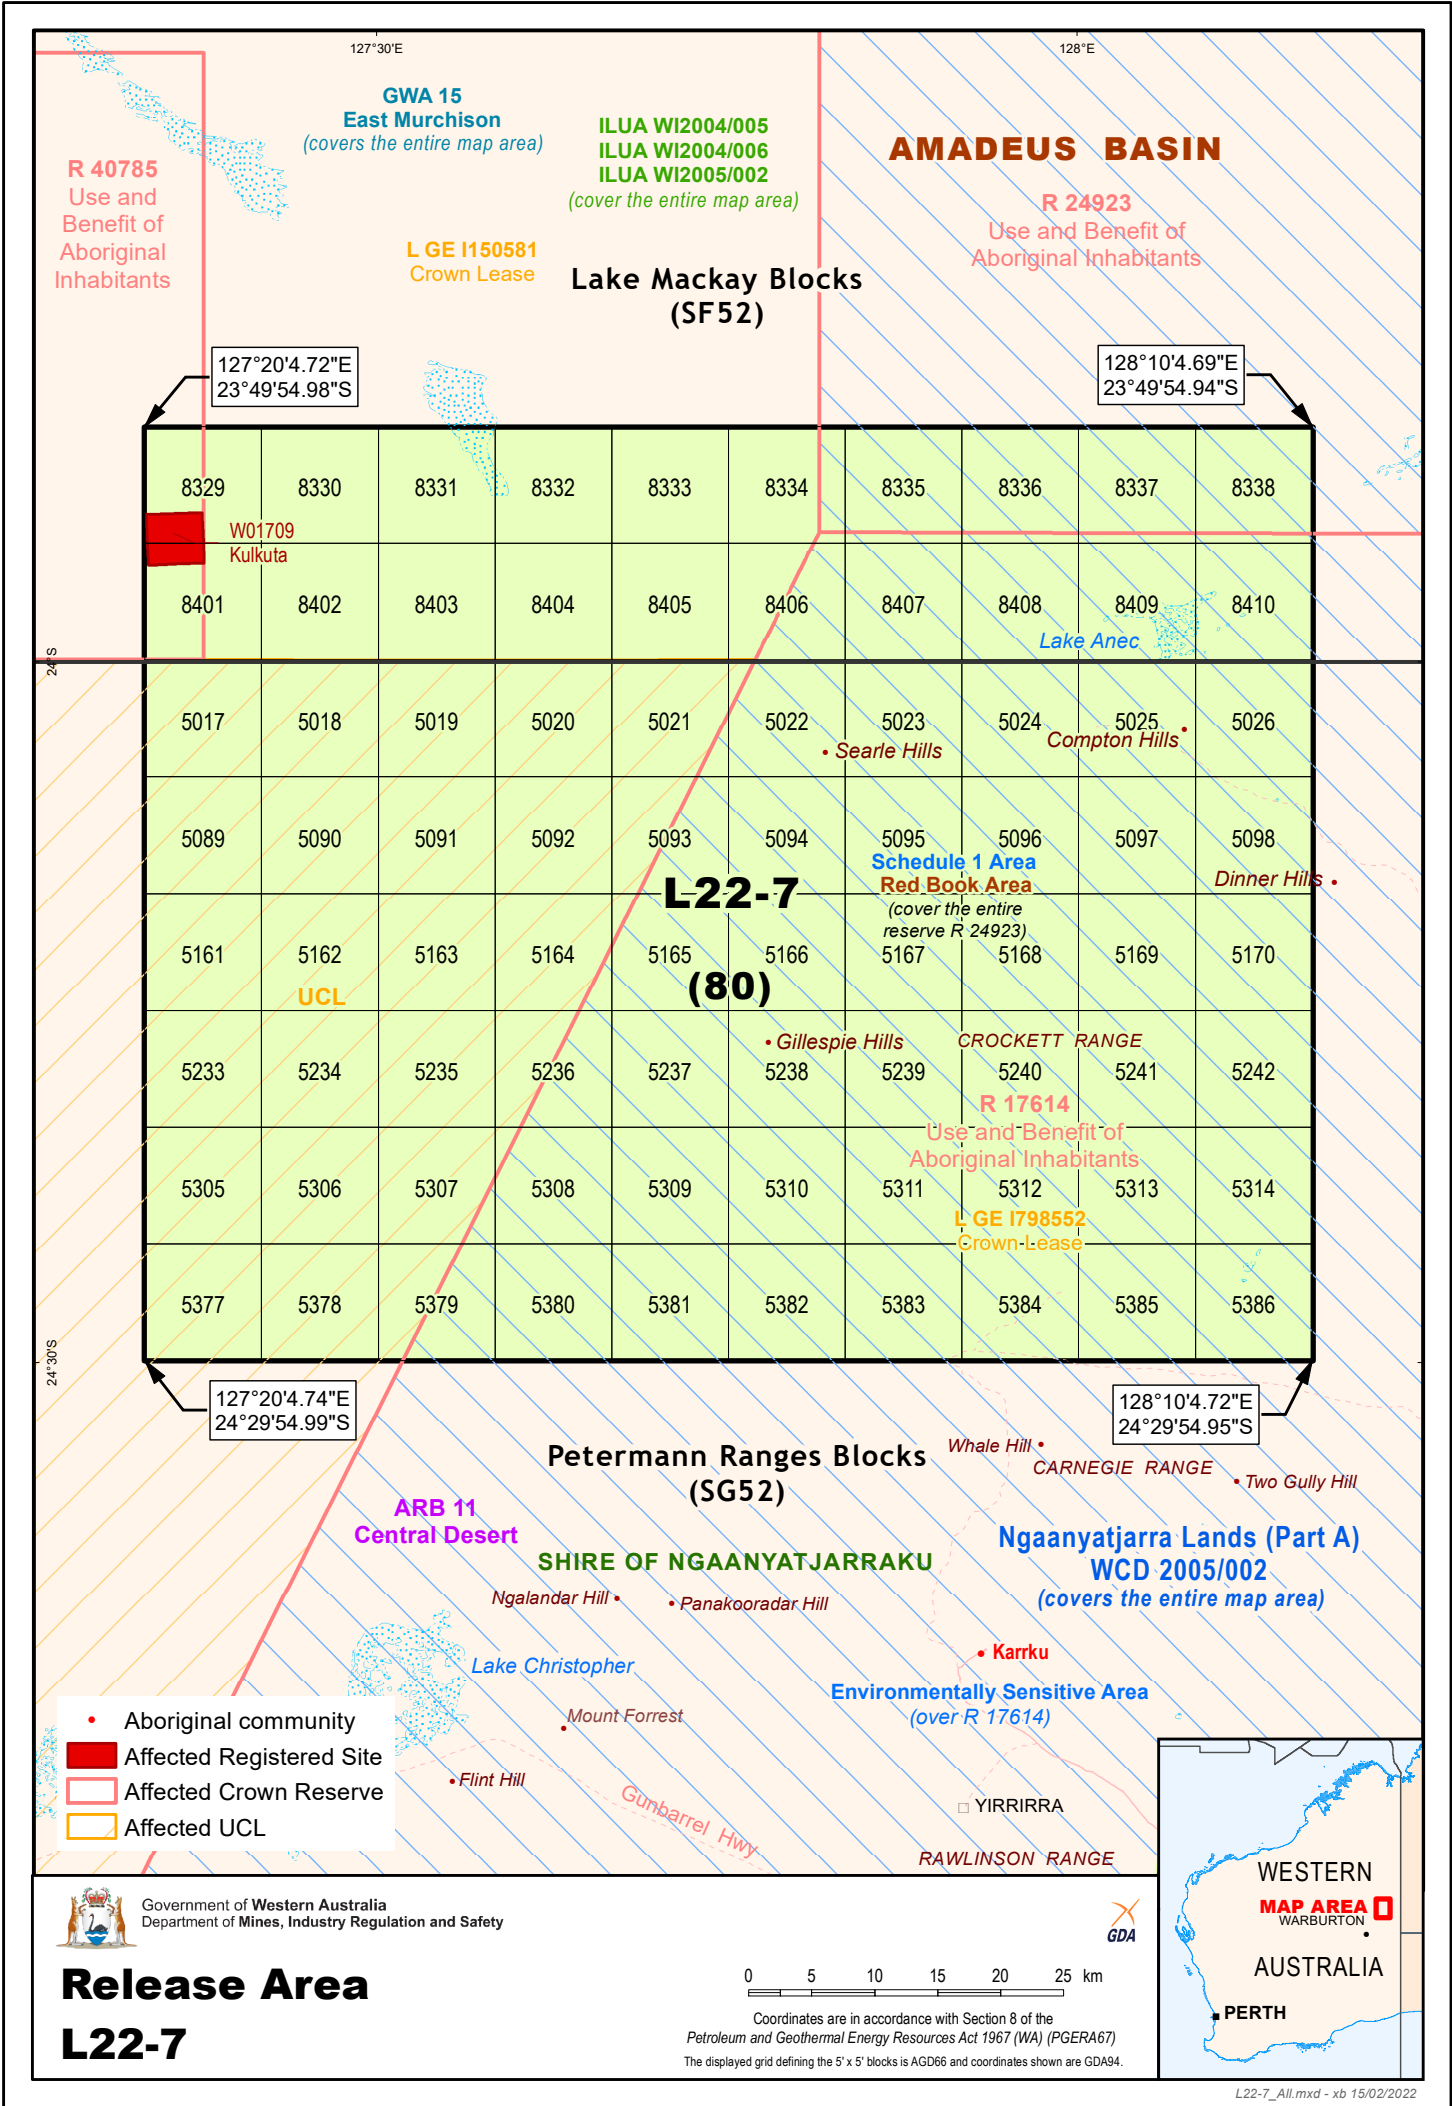 127°30'E
128°E
GWA 15
East Murchison
(covers the entire map area)
ILUA WI2004/005
ILUA WI2004/006
ILUA WI2005/002
(cover the entire map area)
AMADEUS BASIN
R 40785
Use and
Benefit of
Aboriginal
Inhabitants
R 24923
Use and Benefit of
Aboriginal Inhabitants
L GE I150581
Crown Lease
Lake Mackay Blocks
(SF52)
127°20'4.72"E
23°49'54.98"S
128°10'4.69"E
23°49'54.94"S
8329 8330 8331 8332 8333 8334 8335 8336 8337 8338
W01709
Kulkuta
8401 8402 8403 8404 8405 8406 8407 8408 8409 8410
Lake Anec
24°S
5017 5018 5019 5020 5021 5022 5023 5024 5025 5026
Searle Hills
Compton Hills
5089 5090 5091 5092 5093 5094 5095 5096 5097 5098
Schedule 1 Area
Red Book Area
(cover the entire
reserve R 24923)
Dinner Hills
L22-7
5161 5162 5163 5164 5165 5166 5167 5168 5169 5170
(80)
UCL
Gillespie Hills
CROCKETT RANGE
5233 5234 5235 5236 5237 5238 5239 5240 5241 5242
R 17614
Use and Benefit of
Aboriginal Inhabitants
5305 5306 5307 5308 5309 5310 5311 5312 5313 5314
L GE I798552
Crown Lease
5377 5378 5379 5380 5381 5382 5383 5384 5385 5386
24°30'S
127°20'4.74"E
24°29'54.99"S
128°10'4.72"E
24°29'54.95"S
Petermann Ranges Blocks
(SG52)
Whale Hill
CARNEGIE RANGE
Two Gully Hill
ARB 11
Central Desert
SHIRE OF NGAANYATJARRAKU
Ngaanyatjarra Lands (Part A)
WCD 2005/002
(covers the entire map area)
Ngalandar Hill
Panakooradar Hill
Karrku
Lake Christopher
Environmentally Sensitive Area
(over R 17614)
Mount Forrest
Flint Hill
Gunbarrel Hwy
YIRRIRRA
RAWLINSON RANGE
Aboriginal community
Affected Registered Site
Affected Crown Reserve
Affected UCL
WESTERN
MAP AREA
WARBURTON
AUSTRALIA
PERTH
Government of Western Australia
Department of Mines, Industry Regulation and Safety
GDA
Release Area
L22-7
0 5 10 15 20 25 km
Coordinates are in accordance with Section 8 of the
Petroleum and Geothermal Energy Resources Act 1967 (WA) (PGERA67)
The displayed grid defining the 5' x 5' blocks is AGD66 and coordinates shown are GDA94.
L22-7_All.mxd - xb 15/02/2022